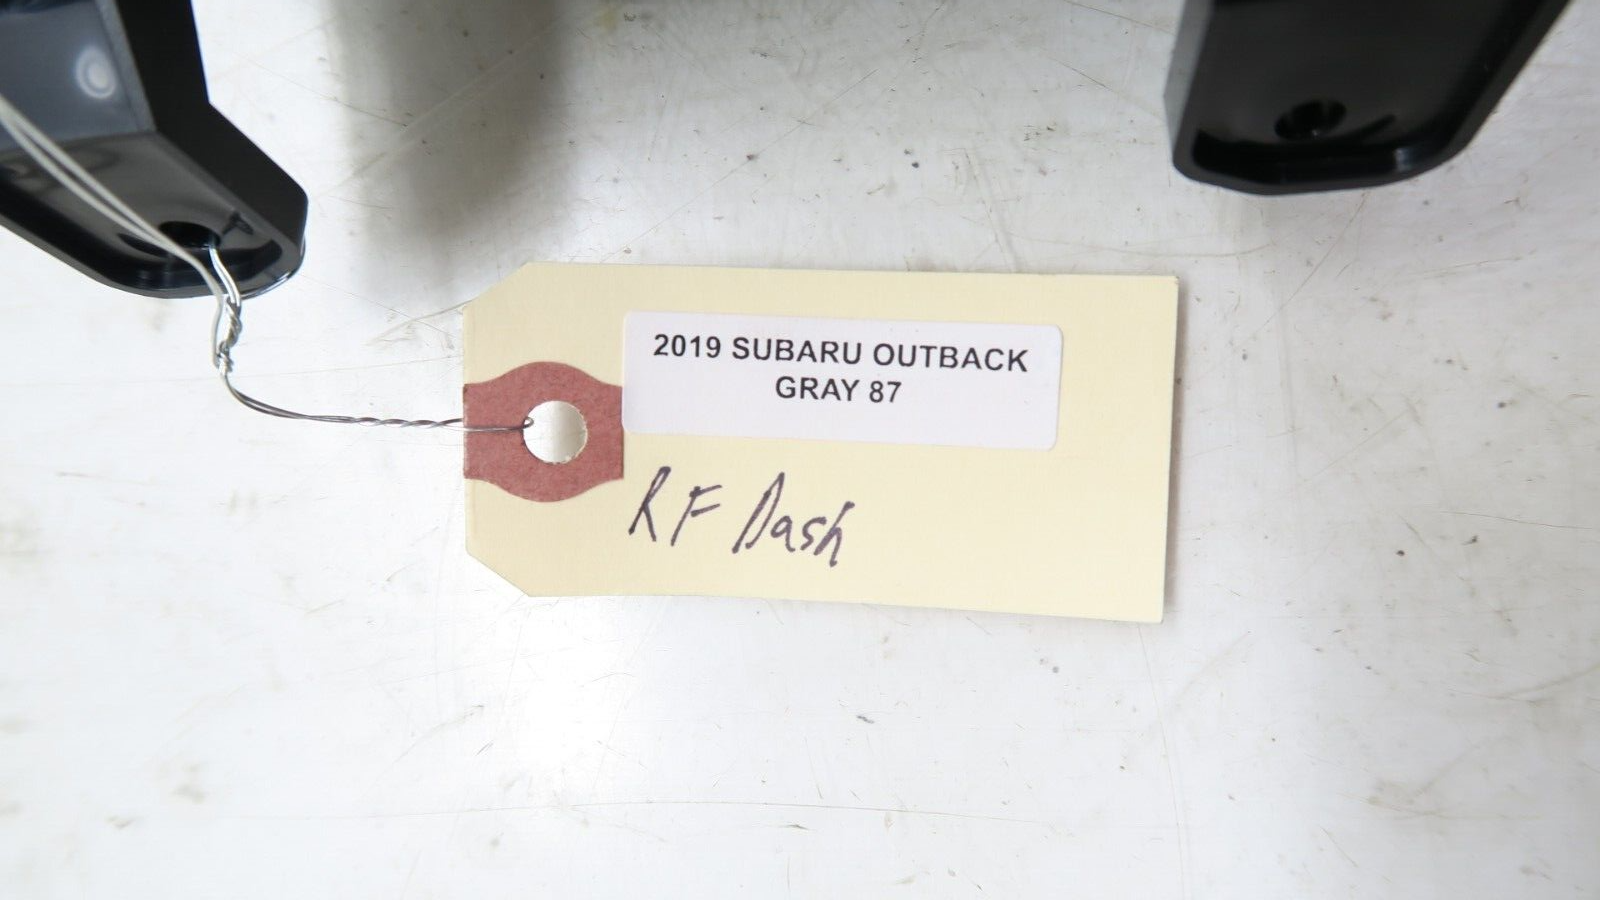 2019 SUBARU OUTBACK
GRAY 87
RF Dash